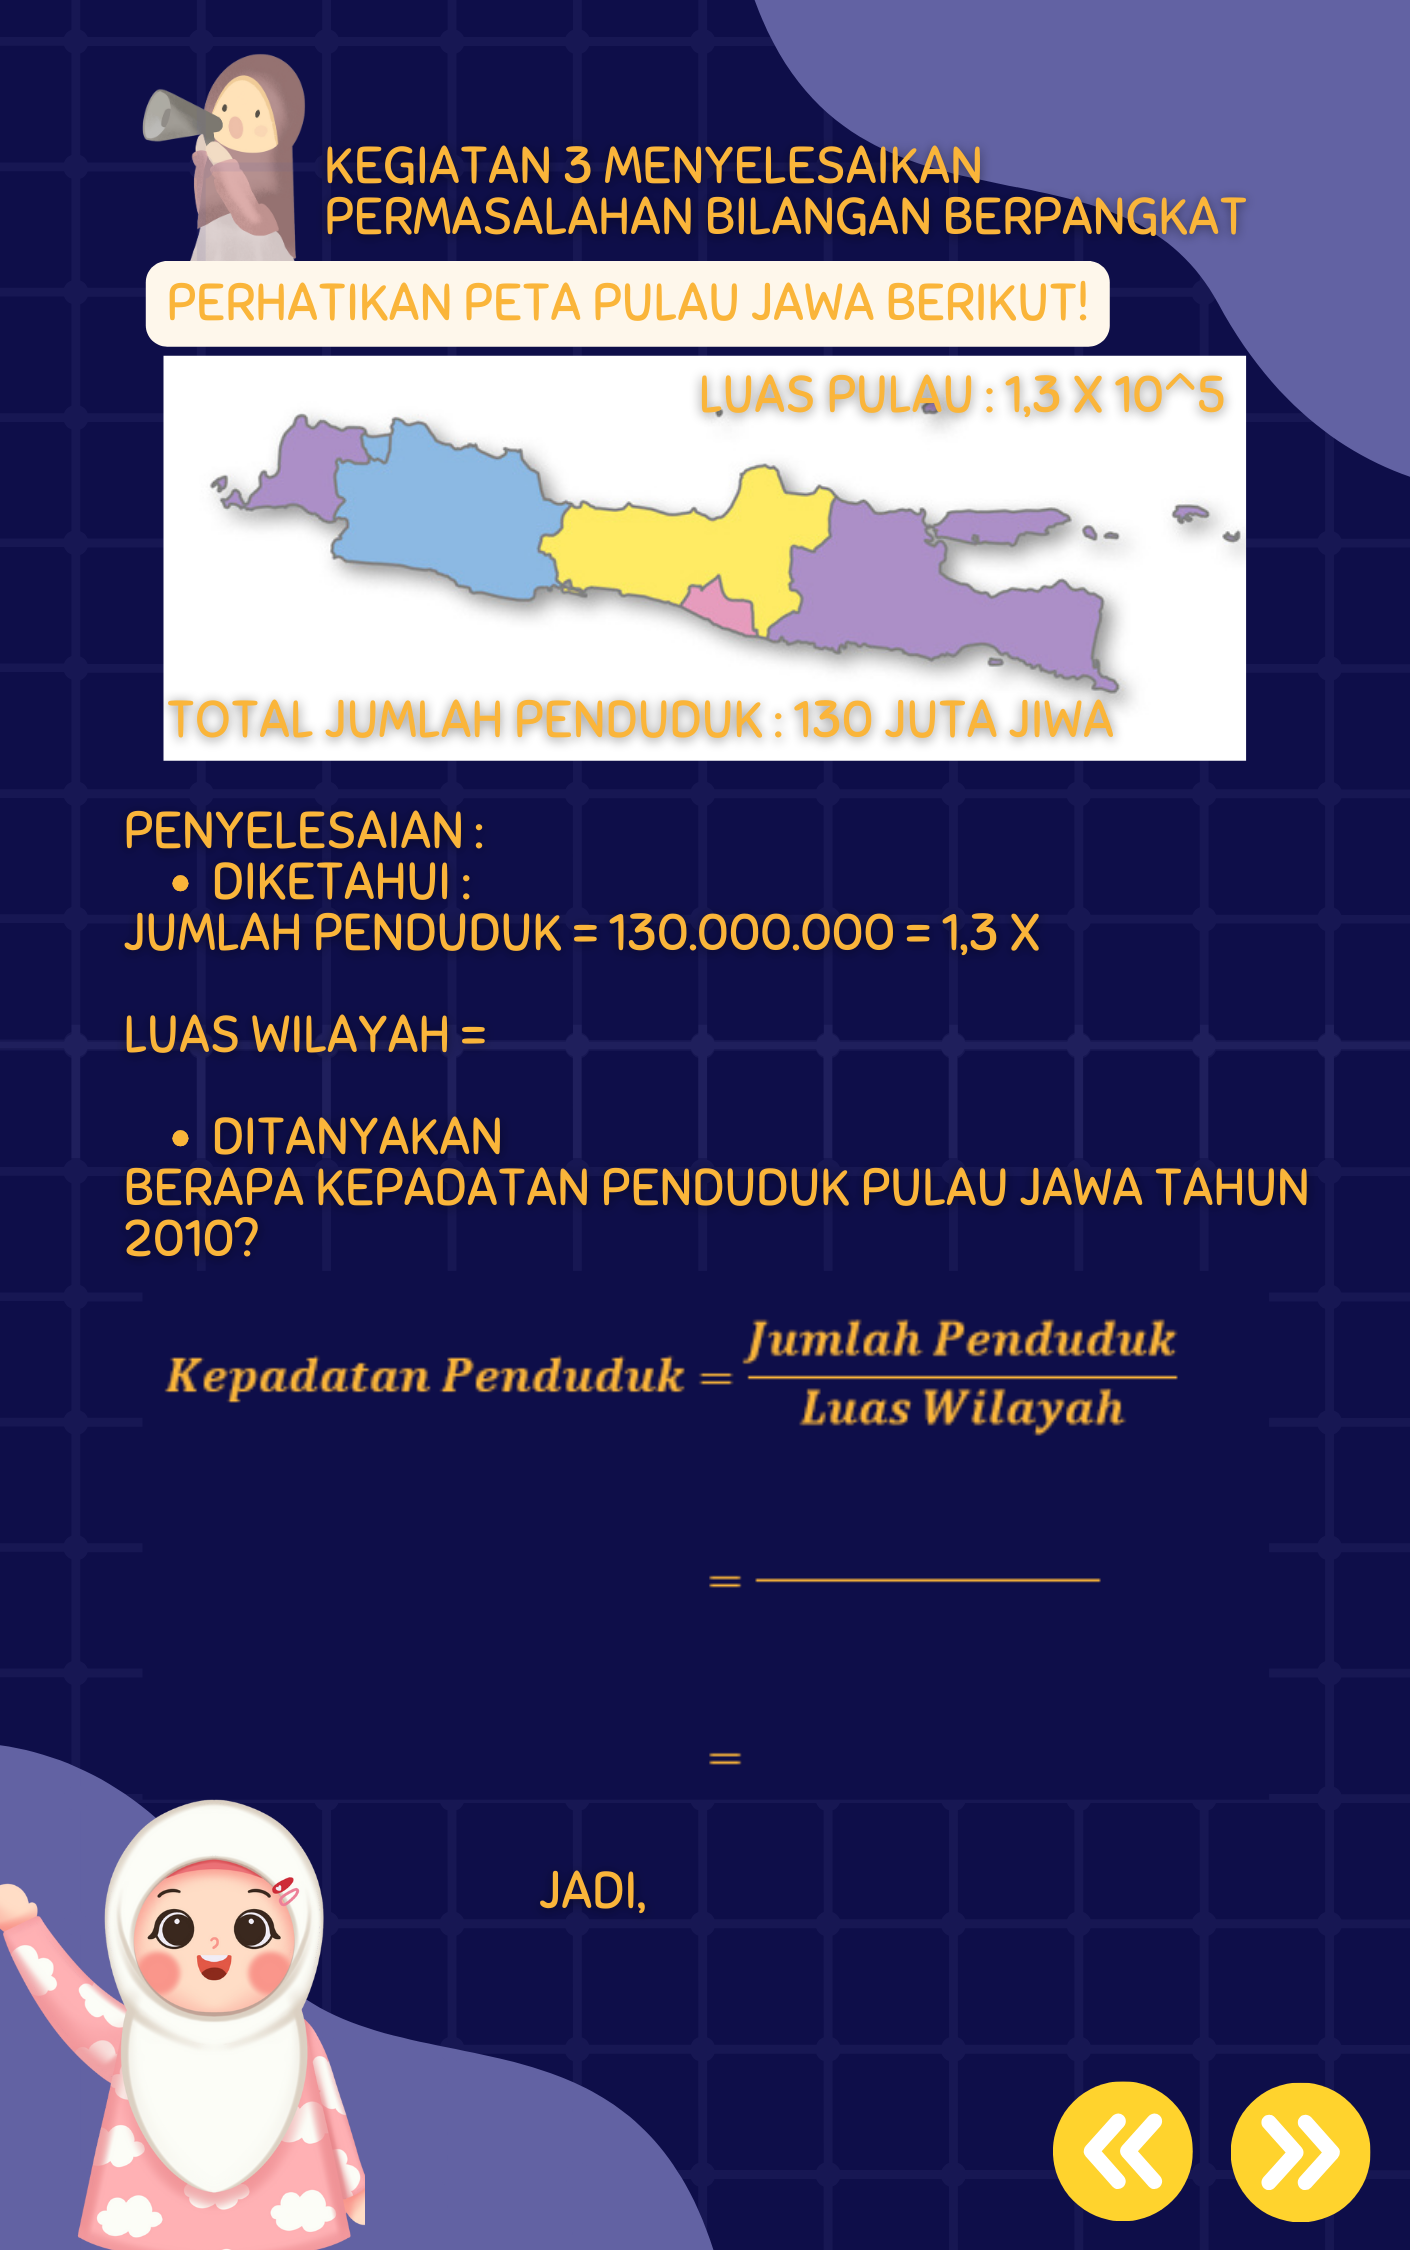 KEGIATAN 3 MENYELESAIKAN
PERMASALAHAN BILANGAN BERPANGKAT
PERHATIKAN PETA PULAU JAWA BERIKUT!
LUAS PULAU : 1,3 X 10^5
TOTAL JUMLAH PENDUDUK : 130 JUTA JIWA
PENYELESAIAN :
• DIKETAHUI :
JUMLAH PENDUDUK = 130.000.000 = 1,3 X
LUAS WILAYAH =
• DITANYAKAN
BERAPA KEPADATAN PENDUDUK PULAU JAWA TAHUN
2010?
Jumlah Penduduk
Kepadatan Penduduk =
Luas Wilayah
=
=
JADI,